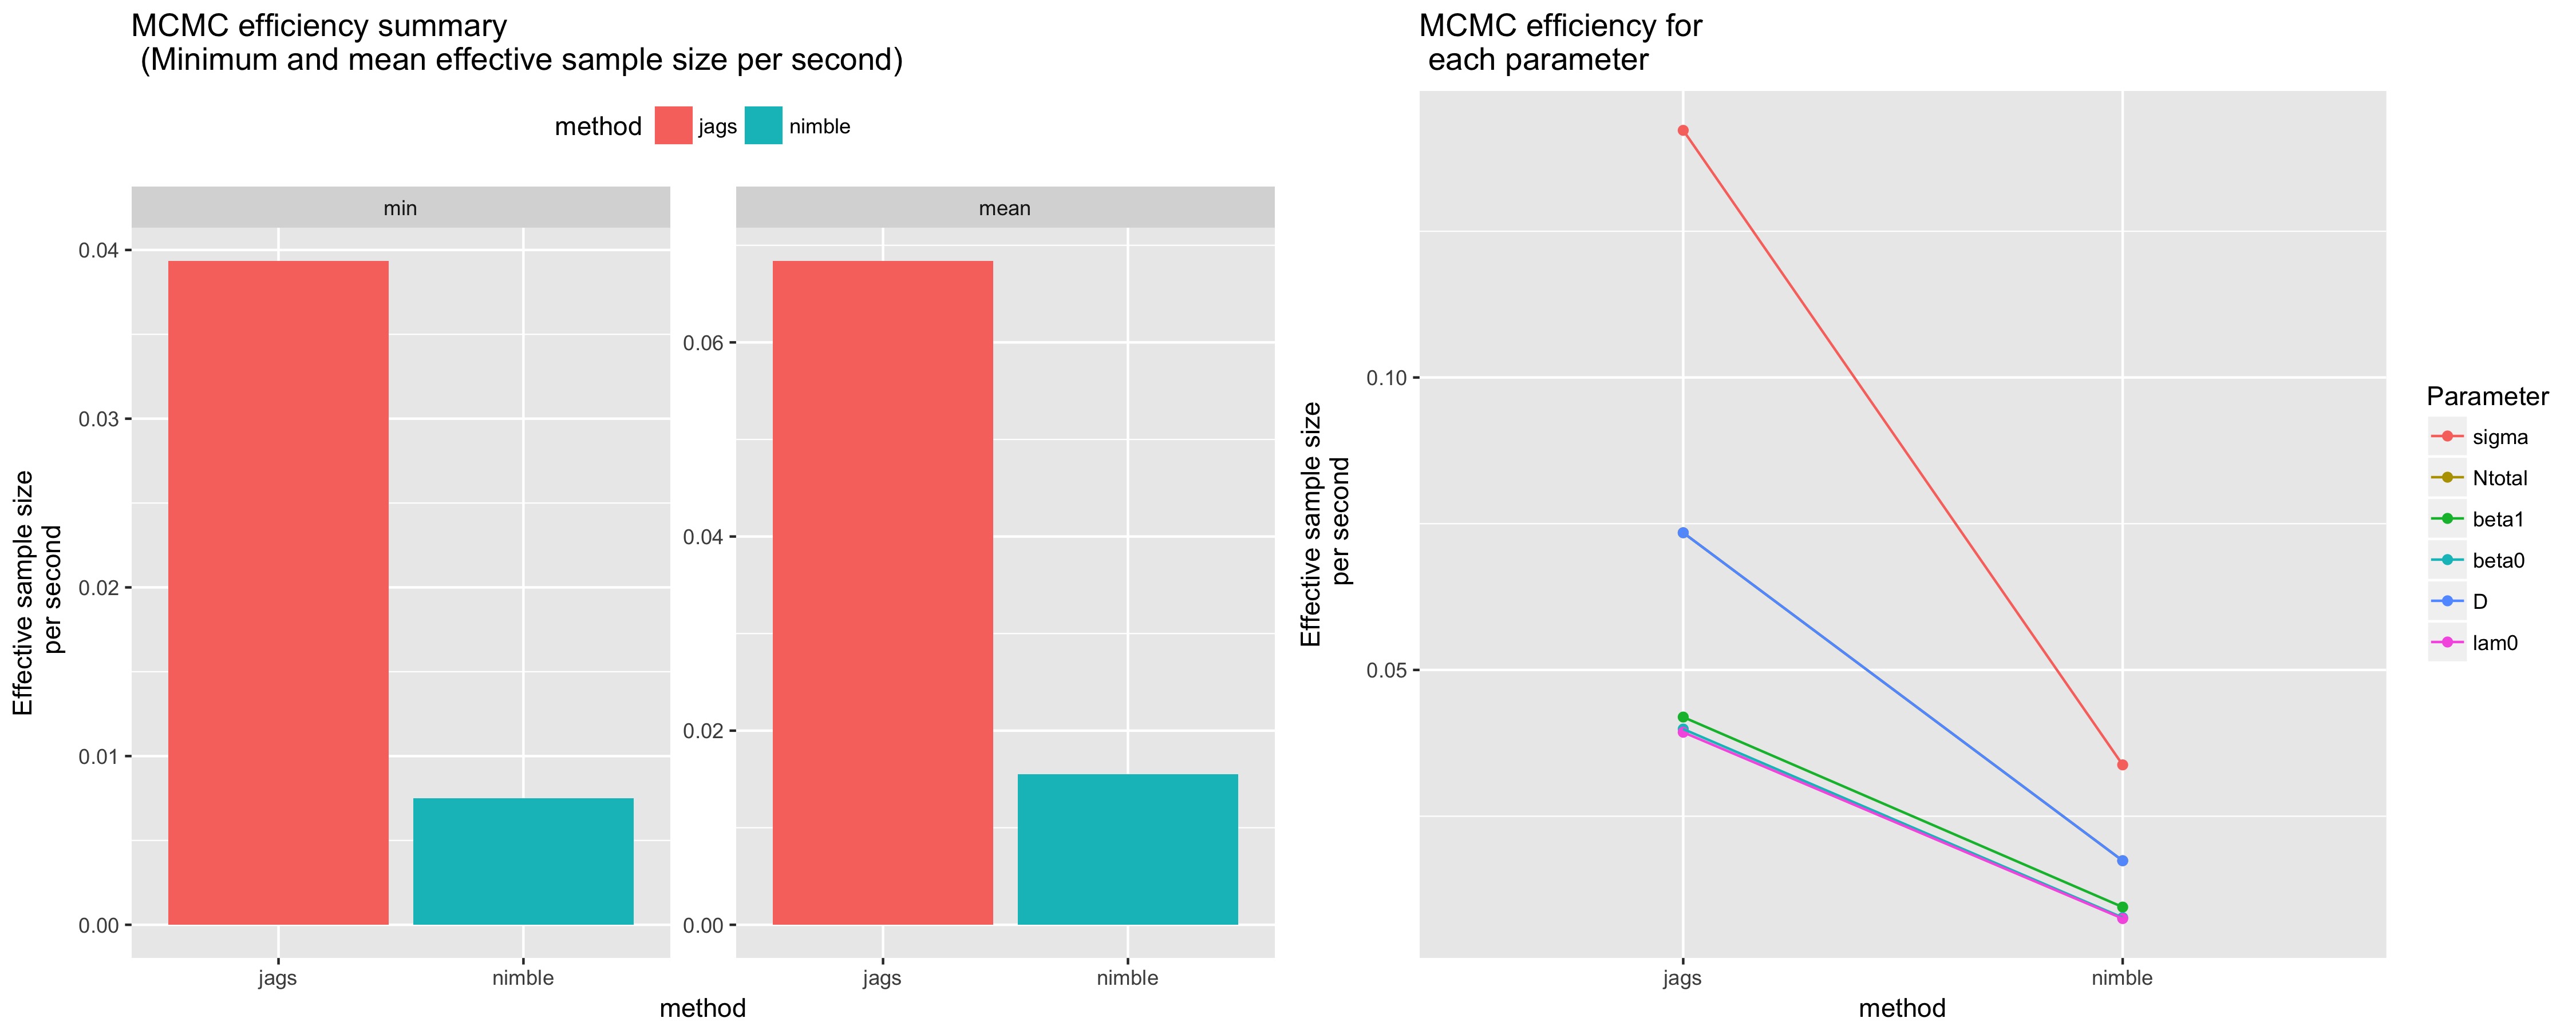 MCMC efficiency summary
(Minimum and mean effective sample size per second)
method jags nimble
min
mean
Effective sample size
per second
0.04
0.03
0.02
0.01
0.00
0.06
0.04
0.02
0.00
jags nimble
jags nimble
method
MCMC efficiency for
each parameter
Effective sample size
per second
0.10
0.05
jags nimble
method
Parameter
sigma
Ntotal
beta1
beta0
D
lam0